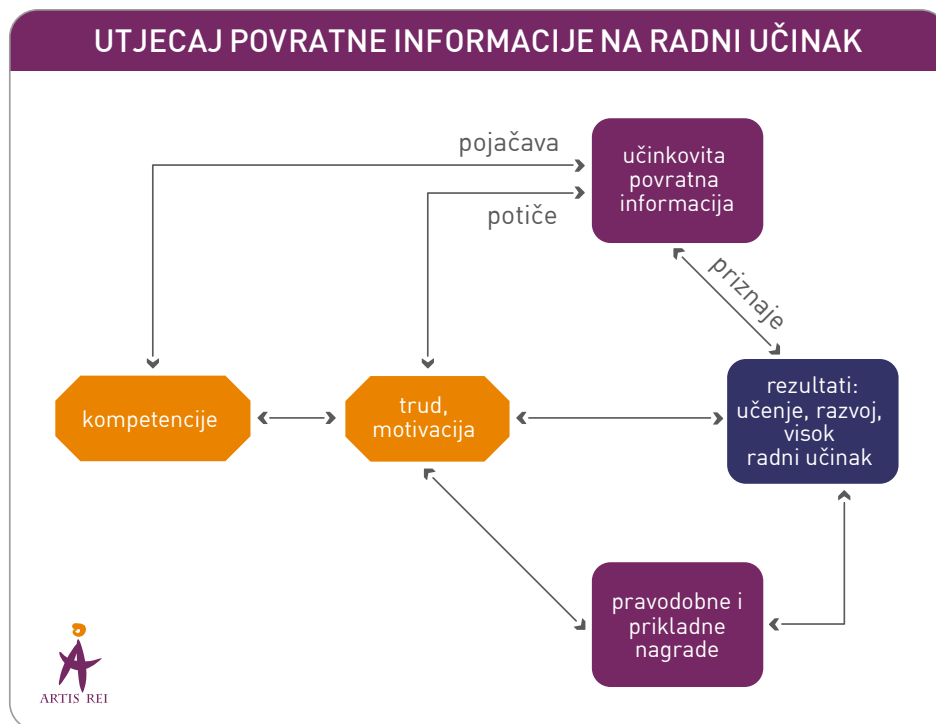 UTJECAJ POVRATNE INFORMACIJE NA RADNI UČINAK
pojačava
učinkovita
povratna
informacija
potiče
priznaje
kompetencije
trud,
motivacija
rezultati:
učenje, razvoj,
visok
radni učinak
pravodobne i
prikladne
nagrade
ARTIS REI